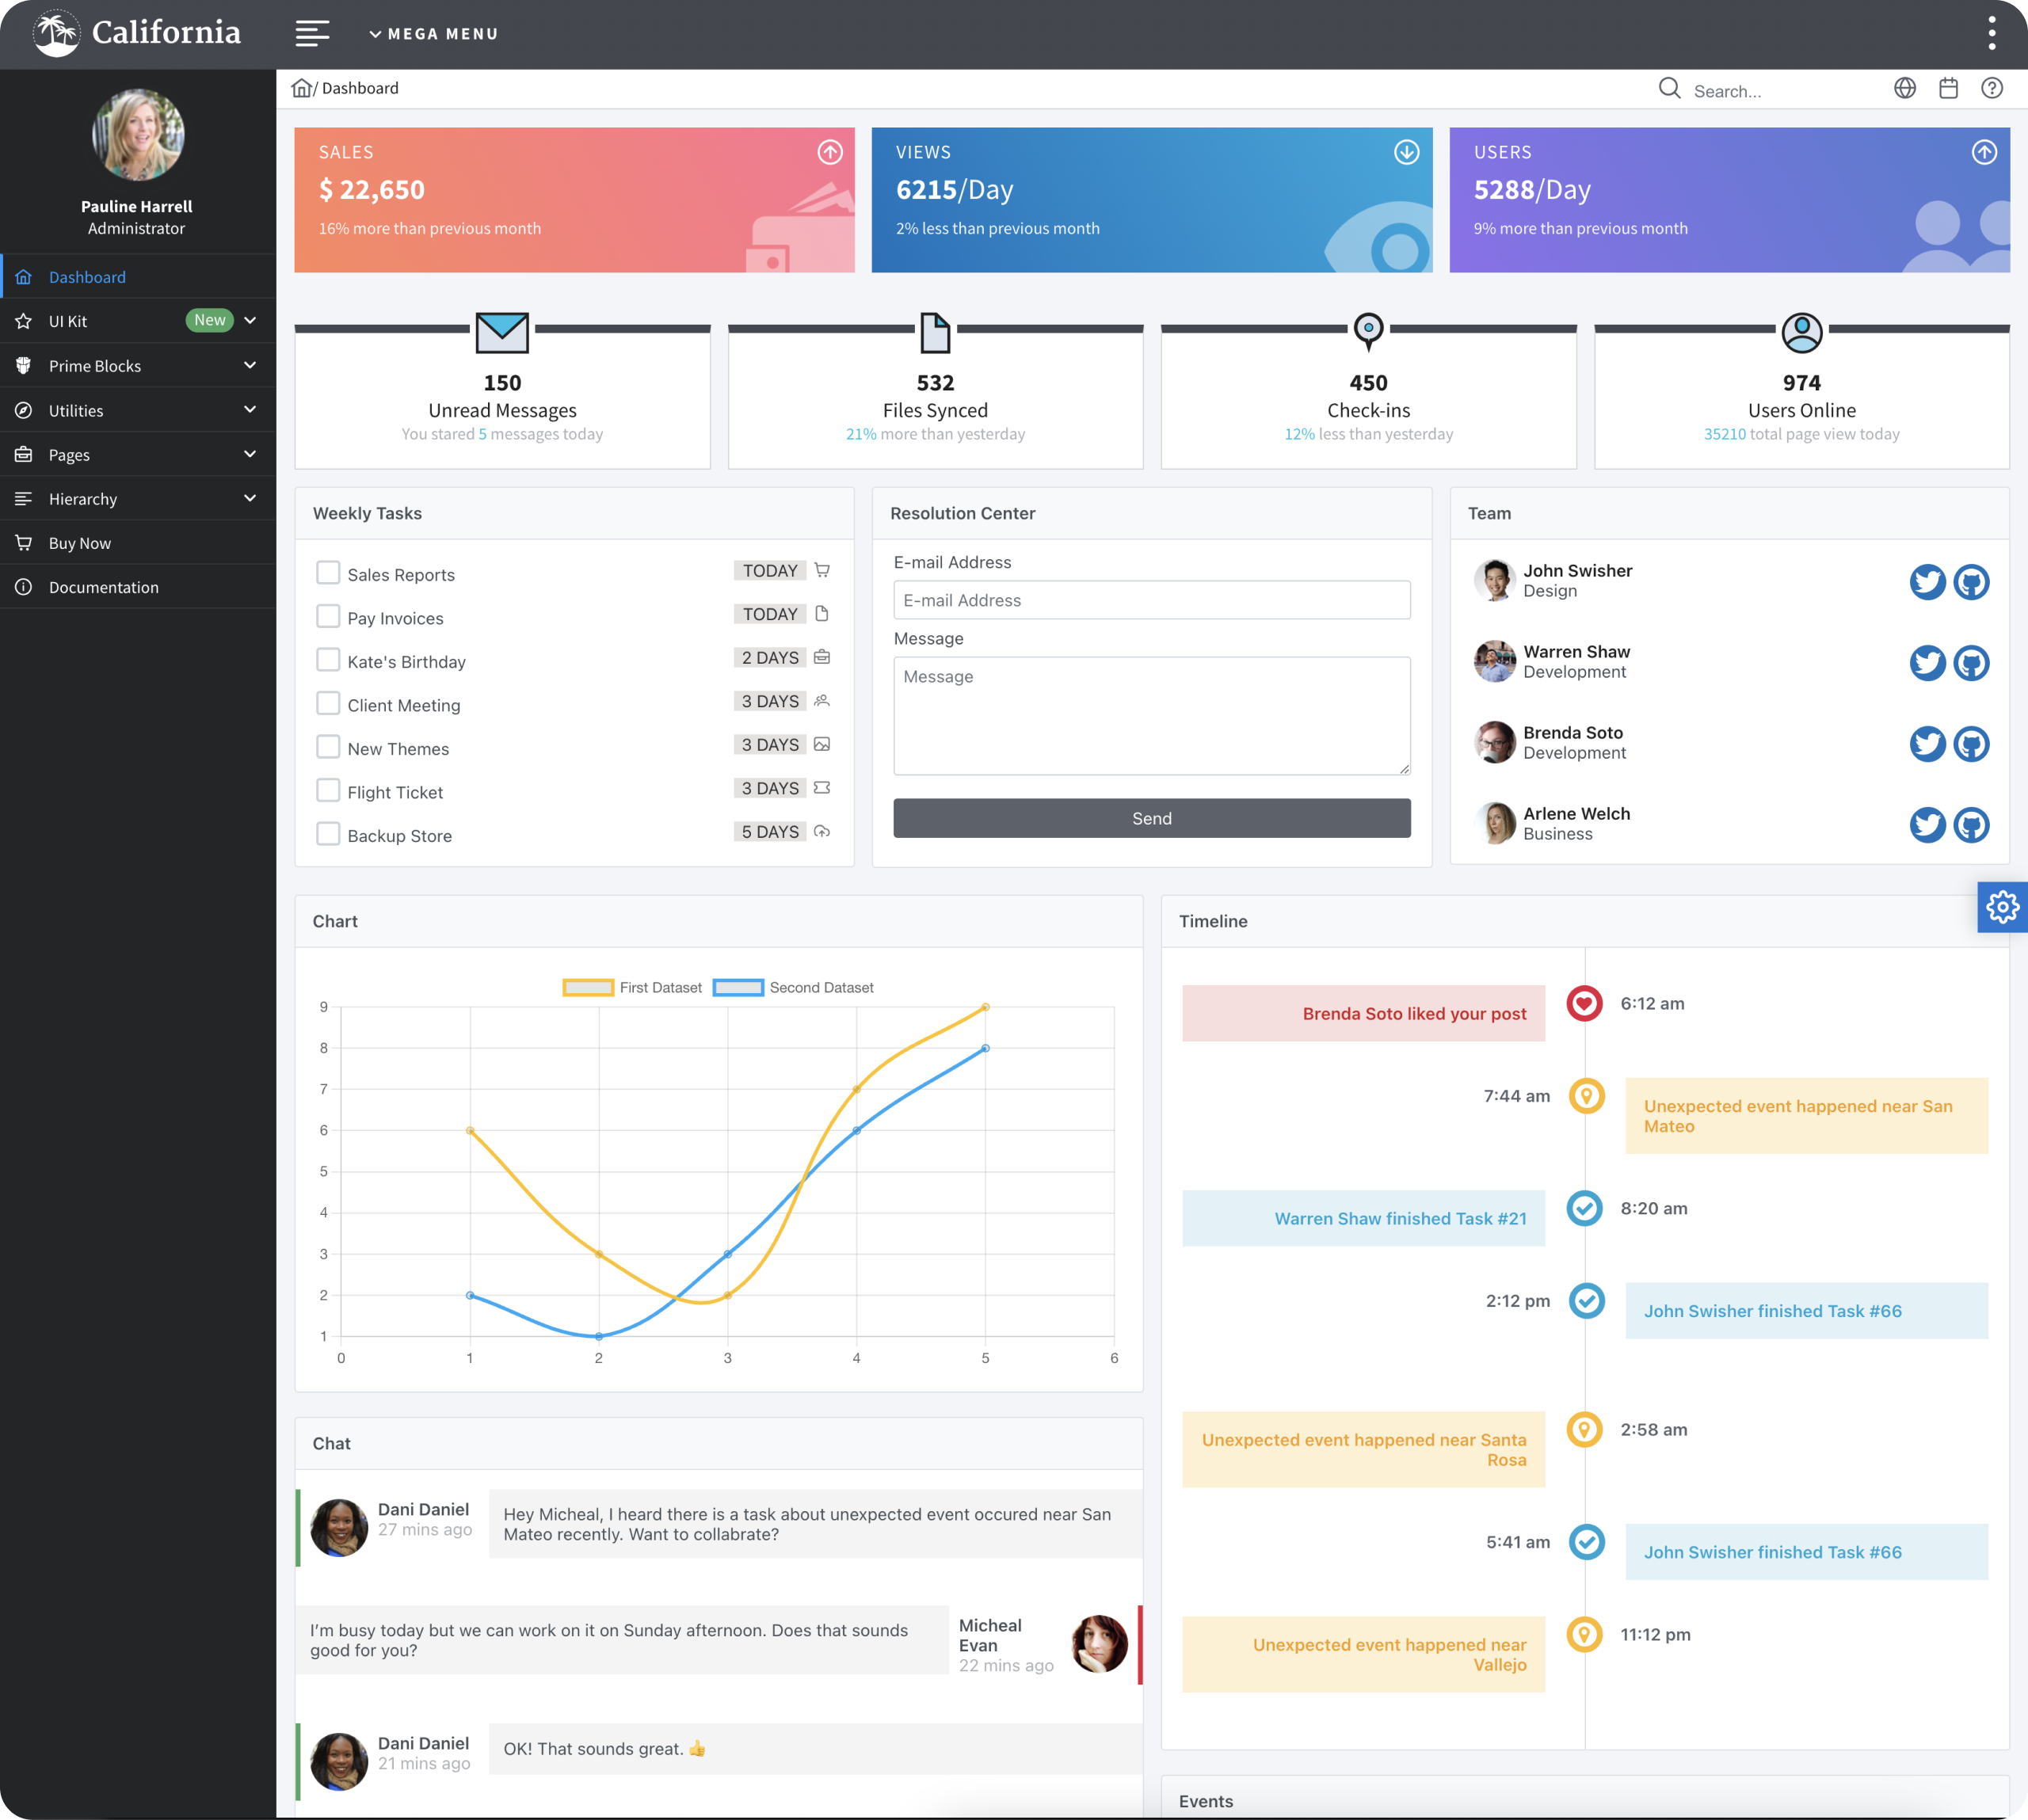 California
MEGA MENU
/ Dashboard
Search...
Pauline Harrell
Administrator
Dashboard
UI Kit
New
Prime Blocks
Utilities
Pages
Hierarchy
Buy Now
Documentation
SALES
$ 22,650
16% more than previous month
VIEWS
6215/Day
2% less than previous month
USERS
5288/Day
9% more than previous month
150
Unread Messages
You stared 5 messages today
532
Files Synced
21% more than yesterday
450
Check-ins
12% less than yesterday
974
Users Online
35210 total page view today
Weekly Tasks
Sales Reports TODAY
Pay Invoices TODAY
Kate's Birthday 2 DAYS
Client Meeting 3 DAYS
New Themes 3 DAYS
Flight Ticket 3 DAYS
Backup Store 5 DAYS
Resolution Center
E-mail Address
E-mail Address
Message
Message
Send
Team
John Swisher
Design
Warren Shaw
Development
Brenda Soto
Development
Arlene Welch
Business
Chart
First Dataset Second Dataset
9
8
7
6
5
4
3
2
1
0 1 2 3 4 5 6
Timeline
Brenda Soto liked your post
6:12 am
7:44 am
Unexpected event happened near San
Mateo
Warren Shaw finished Task #21
8:20 am
2:12 pm
John Swisher finished Task #66
Unexpected event happened near Santa
Rosa
2:58 am
5:41 am
John Swisher finished Task #66
Unexpected event happened near
Vallejo
11:12 pm
Chat
Dani Daniel
27 mins ago
Hey Micheal, I heard there is a task about unexpected event occured near San
Mateo recently. Want to collabrate?
I'm busy today but we can work on it on Sunday afternoon. Does that sounds
good for you?
Micheal
Evan
22 mins ago
Dani Daniel
21 mins ago
OK! That sounds great. 👍
Events